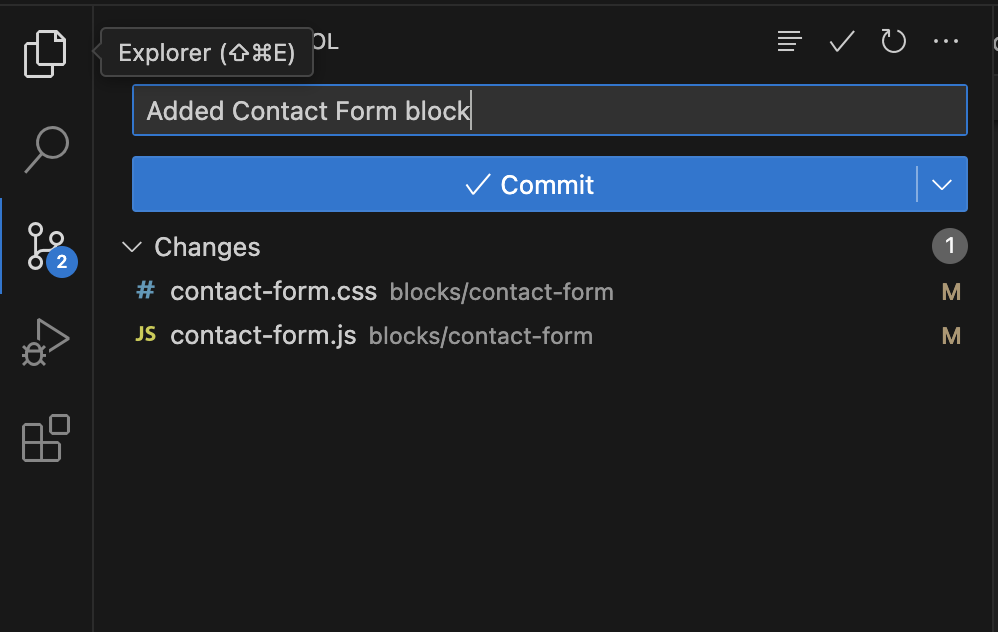 Explorer (⇧⌘E) OL
Added Contact Form block
Commit
Changes 1
# contact-form.css blocks/contact-form M
2
JS contact-form.js blocks/contact-form M